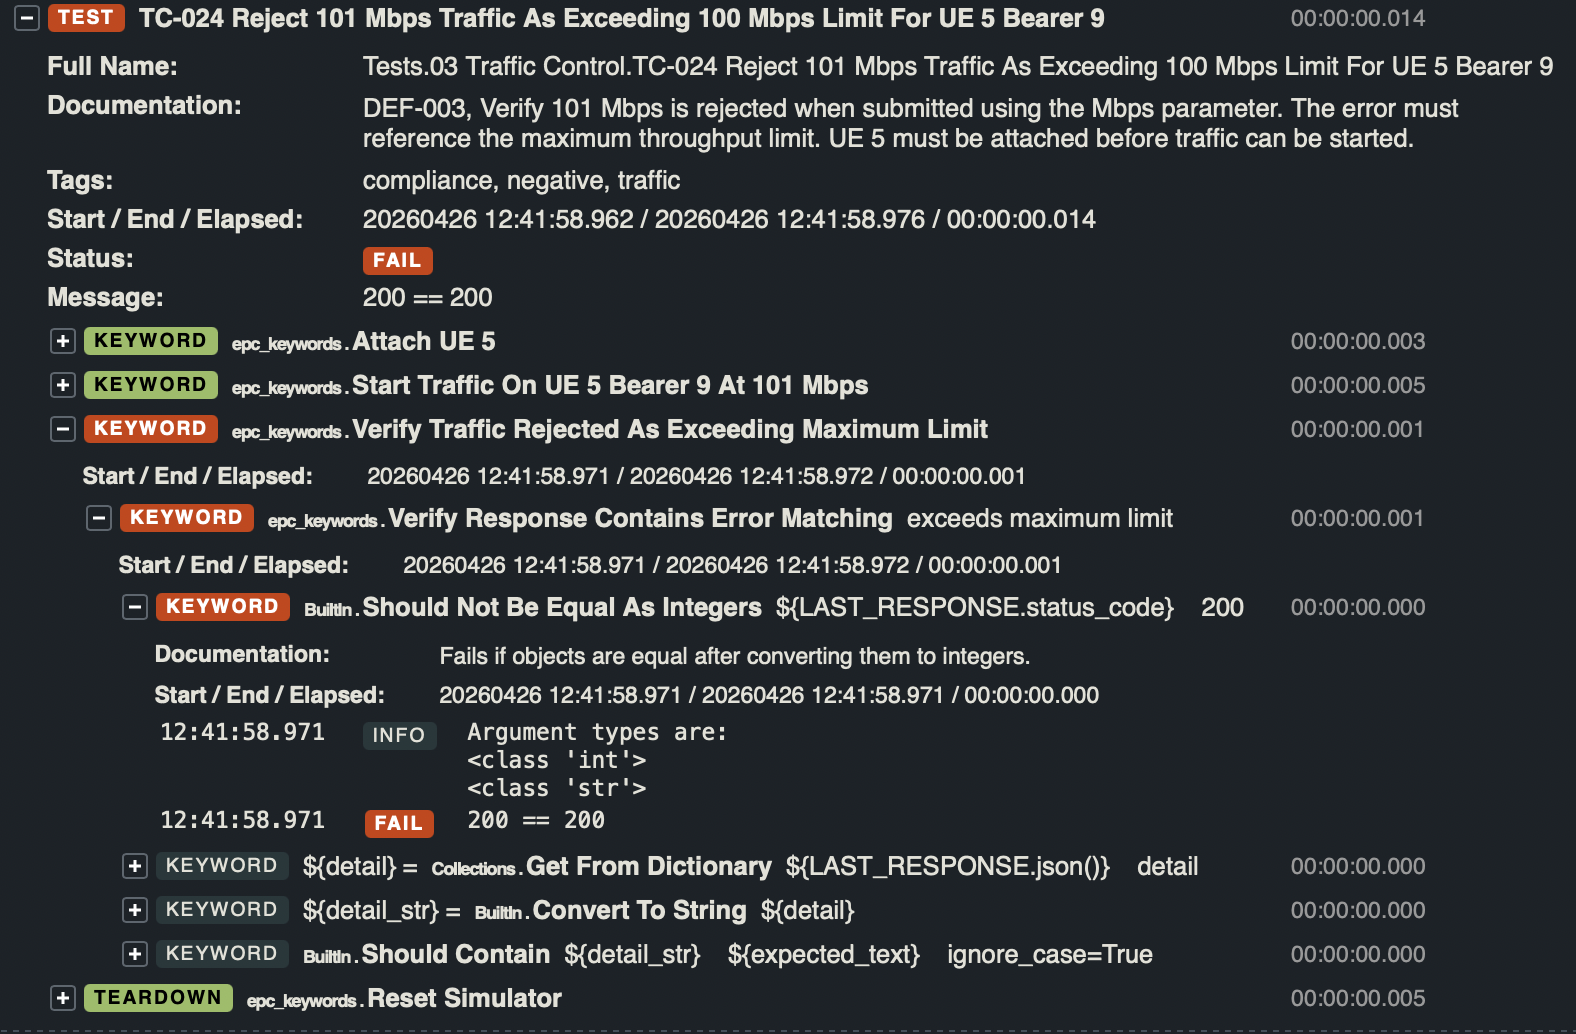 TEST TC-024 Reject 101 Mbps Traffic As Exceeding 100 Mbps Limit For UE 5 Bearer 9 00:00:00.014
Full Name: Tests.03 Traffic Control.TC-024 Reject 101 Mbps Traffic As Exceeding 100 Mbps Limit For UE 5 Bearer 9
Documentation: DEF-003, Verify 101 Mbps is rejected when submitted using the Mbps parameter. The error must
reference the maximum throughput limit. UE 5 must be attached before traffic can be started.
Tags: compliance, negative, traffic
Start / End / Elapsed: 20260426 12:41:58.962 / 20260426 12:41:58.976 / 00:00:00.014
Status: FAIL
Message: 200 == 200
KEYWORD epc_keywords.Attach UE 5 00:00:00.003
KEYWORD epc_keywords.Start Traffic On UE 5 Bearer 9 At 101 Mbps 00:00:00.005
KEYWORD epc_keywords.Verify Traffic Rejected As Exceeding Maximum Limit 00:00:00.001
Start / End / Elapsed: 20260426 12:41:58.971 / 20260426 12:41:58.972 / 00:00:00.001
KEYWORD epc_keywords.Verify Response Contains Error Matching exceeds maximum limit 00:00:00.001
Start / End / Elapsed: 20260426 12:41:58.971 / 20260426 12:41:58.972 / 00:00:00.001
KEYWORD BuiltIn.Should Not Be Equal As Integers ${LAST_RESPONSE.status_code} 200 00:00:00.000
Documentation: Fails if objects are equal after converting them to integers.
Start / End / Elapsed: 20260426 12:41:58.971 / 20260426 12:41:58.971 / 00:00:00.000
12:41:58.971 INFO Argument types are:
<class 'int'>
<class 'str'>
12:41:58.971 FAIL 200 == 200
KEYWORD ${detail} = Collections.Get From Dictionary ${LAST_RESPONSE.json()} detail 00:00:00.000
KEYWORD ${detail_str} = BuiltIn.Convert To String ${detail} 00:00:00.000
KEYWORD BuiltIn.Should Contain ${detail_str} ${expected_text} ignore_case=True 00:00:00.000
TEARDOWN epc_keywords.Reset Simulator 00:00:00.005